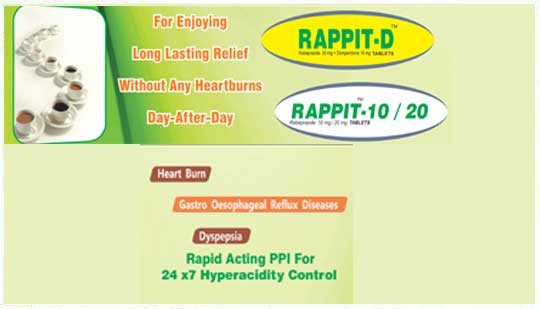 For Enjoying
Long Lasting Relief
Without Any Heartburns
Day-After-Day
RAPPIT-D™
Rabeprazole 20 mg + Domperidone 10 mg TABLETS
RAPPIT™-10 / 20
Rabeprazole 10 mg / 20 mg TABLETS
Heart Burn
Gastro Oesophageal Reflux Diseases
Dyspepsia
Rapid Acting PPI For
24 x7 Hyperacidity Control